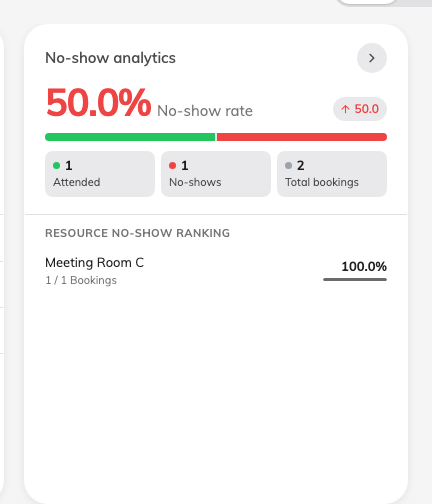 No-show analytics
50.0% No-show rate
↑ 50.0
1
Attended
1
No-shows
2
Total bookings
RESOURCE NO-SHOW RANKING
Meeting Room C
100.0%
1 / 1 Bookings